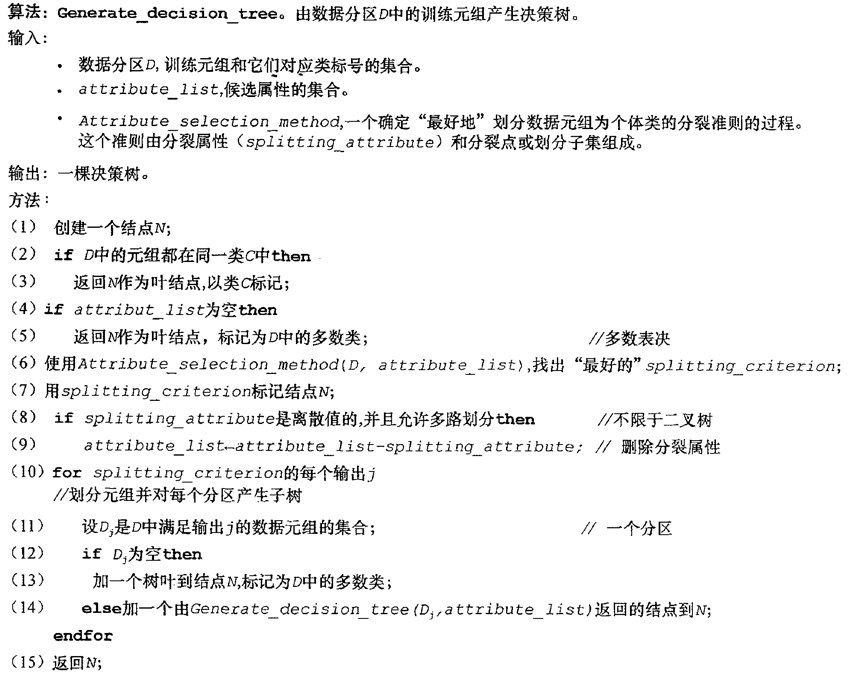 算法: Generate_decision_tree。由数据分区D中的训练元组产生决策树。
输入:
· 数据分区D, 训练元组和它们对应类标号的集合。
· attribute_list,候选属性的集合。
· Attribute_selection_method,一个确定“最好地”划分数据元组为个体类的分裂准则的过程。
这个准则由分裂属性（splitting_attribute）和分裂点或划分子集组成。
输出: 一棵决策树。
方法:
(1) 创建一个结点N;
(2) if D中的元组都在同一类C中then
(3) 返回N作为叶结点,以类C标记;
(4) if attribut_list为空then
(5) 返回N作为叶结点，标记为D中的多数类; //多数表决
(6) 使用Attribute_selection_method(D, attribute_list),找出“最好的”splitting_criterion;
(7) 用splitting_criterion标记结点N;
(8) if splitting_attribute是离散值的,并且允许多路划分then //不限于二叉树
(9) attribute_list←attribute_list-splitting_attribute; // 删除分裂属性
(10) for splitting_criterion的每个输出j
//划分元组并对每个分区产生子树
(11) 设Dj是D中满足输出j的数据元组的集合; // 一个分区
(12) if Dj为空then
(13) 加一个树叶到结点N,标记为D中的多数类;
(14) else加一个由Generate_decision_tree(Dj,attribute_list)返回的结点到N;
endfor
(15) 返回N;